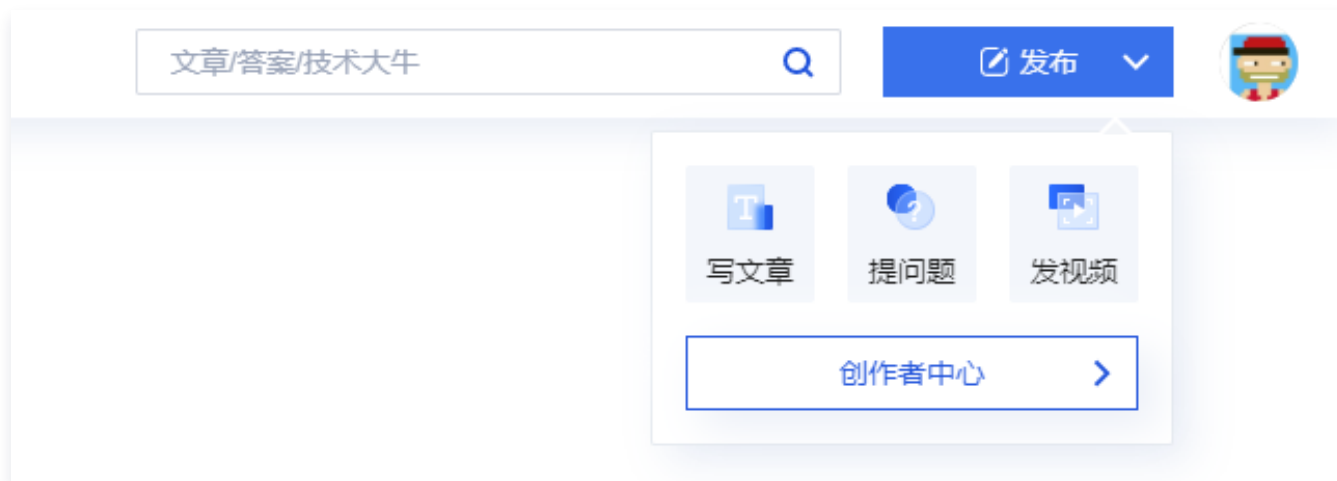 文章/答案/技术大牛
发布
写文章
提问题
发视频
创作者中心